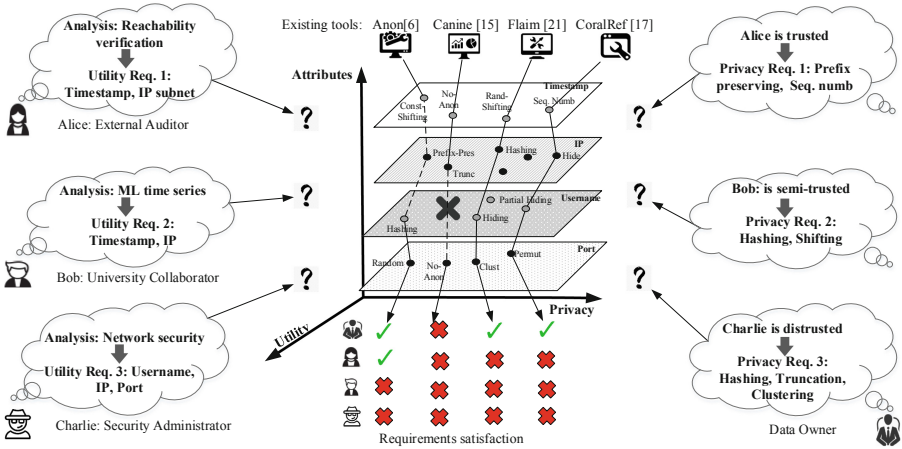 Existing tools: Anon[6] Canine [15] Flaim [21] CoralRef [17]
Analysis: Reachability
verification
Utility Req. 1:
Timestamp, IP subnet
Alice: External Auditor
?
Analysis: ML time series
Utility Req. 2:
Timestamp, IP
Bob: University Collaborator
?
Analysis: Network security
Utility Req. 3: Username,
IP, Port
Charlie: Security Administrator
?
Attributes
Timestamp
Const-
Shifting
No-
Anon
Rand-
Shifting
Seq. Numb
IP
Prefix-Pres
Trunc
Hashing
Hide
Username
Hashing
Hiding
Partial Hiding
Port
Random
No-
Anon
Clust
Permut
Privacy
Utility
Requirements satisfaction
Alice is trusted
Privacy Req. 1: Prefix
preserving, Seq. numb
?
Bob: is semi-trusted
Privacy Req. 2:
Hashing, Shifting
?
Charlie is distrusted
Privacy Req. 3:
Hashing, Truncation,
Clustering
?
Data Owner